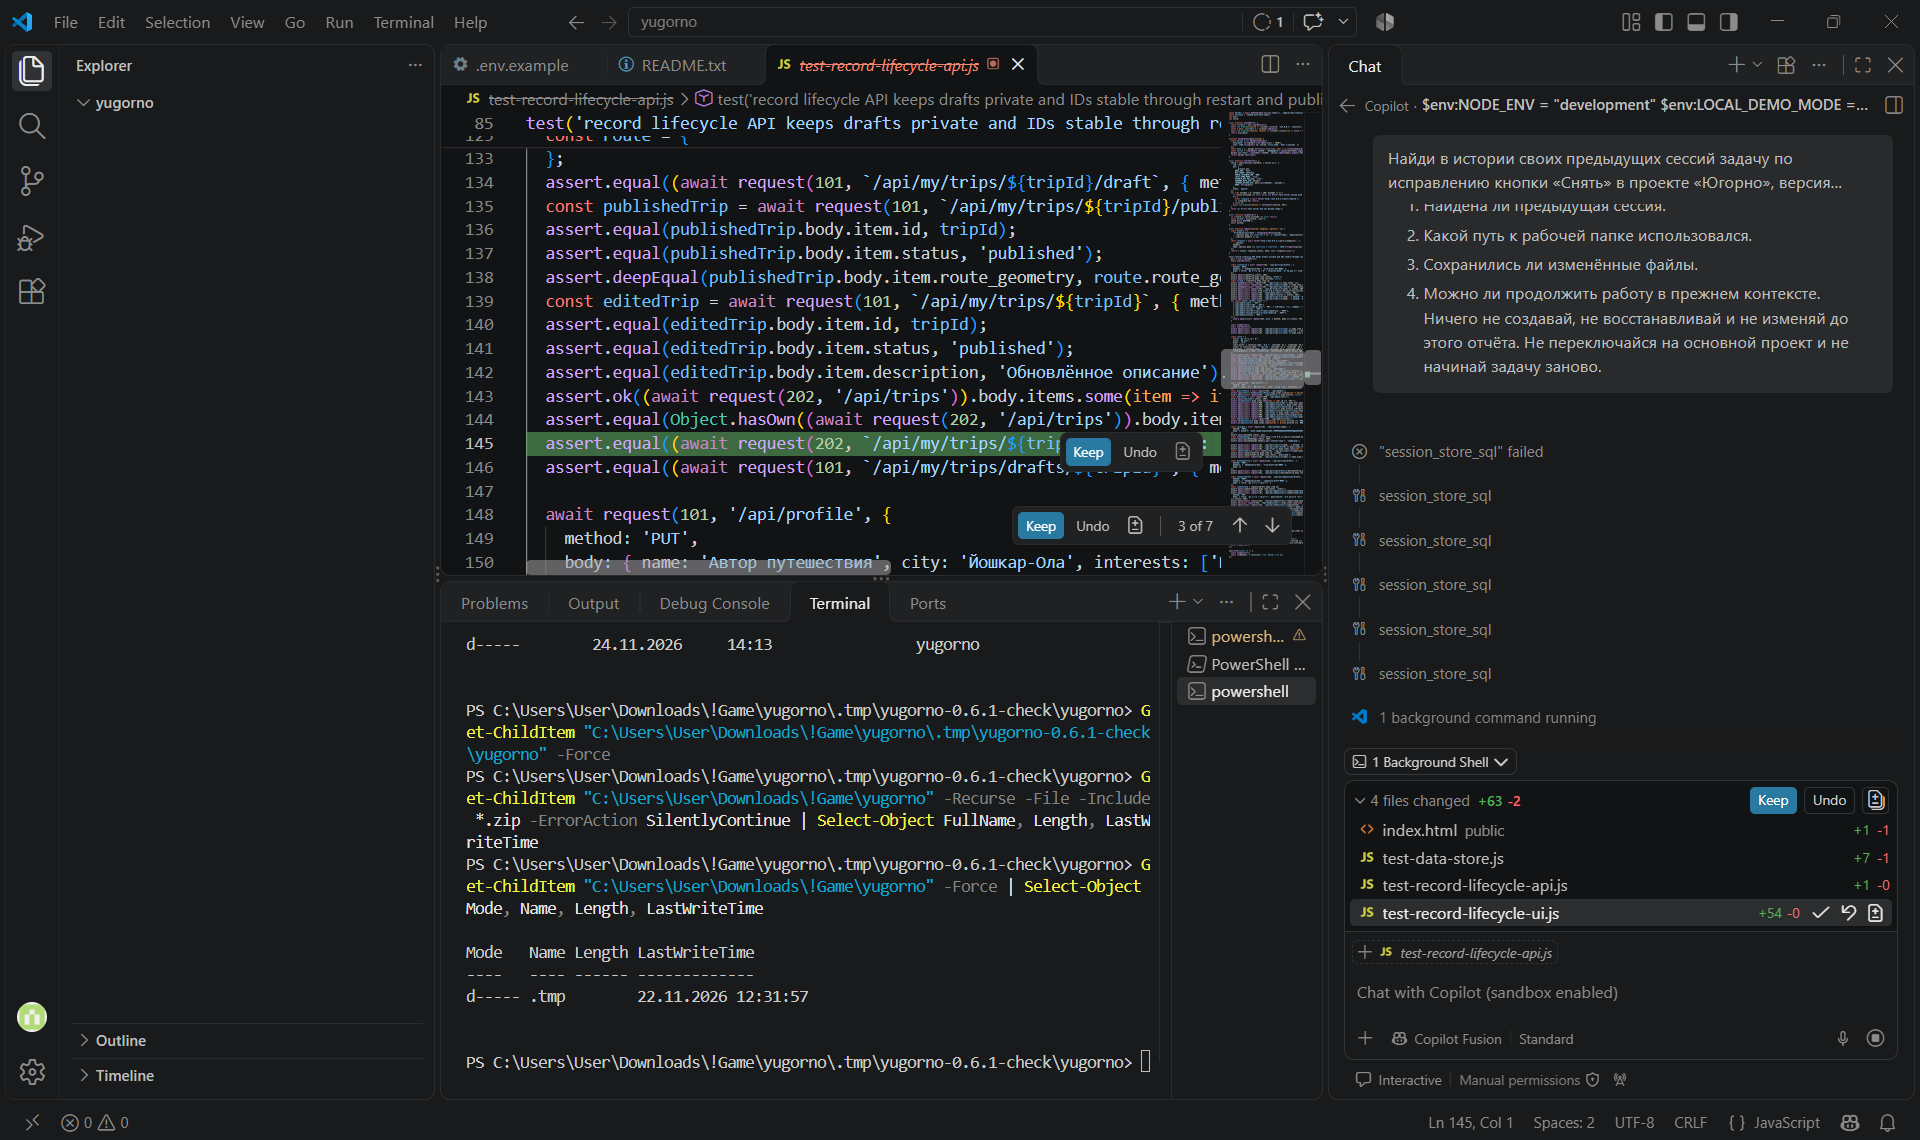 File Edit Selection View Go Run Terminal Help
yugorno
1
Explorer
yugorno
Outline
Timeline
.env.example
README.txt
JS test-record-lifecycle-api.js
JS test-record-lifecycle-api.js > test('record lifecycle API keeps drafts private and IDs stable through restart and publ
85 test('record lifecycle API keeps drafts private and IDs stable through r
125 const route = {
133 };
134 assert.equal((await request(101, `/api/my/trips/${tripId}/draft`, { me
135 const publishedTrip = await request(101, `/api/my/trips/${tripId}/publ
136 assert.equal(publishedTrip.body.item.id, tripId);
137 assert.equal(publishedTrip.body.item.status, 'published');
138 assert.deepEqual(publishedTrip.body.item.route_geometry, route.route_g
139 const editedTrip = await request(101, `/api/my/trips/${tripId}`, { met
140 assert.equal(editedTrip.body.item.id, tripId);
141 assert.equal(editedTrip.body.item.status, 'published');
142 assert.equal(editedTrip.body.item.description, 'Обновлённое описание')
143 assert.ok((await request(202, '/api/trips')).body.items.some(item => i
144 assert.equal(Object.hasOwn((await request(202, '/api/trips')).body.ite
145 assert.equal((await request(202, `/api/my/trips/${trip
Keep Undo
146 assert.equal((await request(101, `/api/my/trips/drafts/${tripId}`, { m
147
148 await request(101, '/api/profile', {
149 method: 'PUT',
150 body: { name: 'Автор путешествия', city: 'Йошкар-Ола', interests: ['
Keep Undo 3 of 7
Problems Output Debug Console Terminal Ports
d----- 24.11.2026 14:13 yugorno
PS C:\Users\User\Downloads\!Game\yugorno\.tmp\yugorno-0.6.1-check\yugorno> G
et-ChildItem "C:\Users\User\Downloads\!Game\yugorno\.tmp\yugorno-0.6.1-check
\yugorno" -Force
PS C:\Users\User\Downloads\!Game\yugorno\.tmp\yugorno-0.6.1-check\yugorno> G
et-ChildItem "C:\Users\User\Downloads\!Game\yugorno" -Recurse -File -Include
*.zip -ErrorAction SilentlyContinue | Select-Object FullName, Length, LastW
riteTime
PS C:\Users\User\Downloads\!Game\yugorno\.tmp\yugorno-0.6.1-check\yugorno> G
et-ChildItem "C:\Users\User\Downloads\!Game\yugorno" -Force | Select-Object
Mode, Name, Length, LastWriteTime
Mode Name Length LastWriteTime
---- ---- ------ -------------
d----- .tmp 22.11.2026 12:31:57
PS C:\Users\User\Downloads\!Game\yugorno\.tmp\yugorno-0.6.1-check\yugorno>
powersh...
PowerShell ...
powershell
Chat
Copilot · $env:NODE_ENV = "development" $env:LOCAL_DEMO_MODE =...
Найди в истории своих предыдущих сессий задачу по
исправлению кнопки «Снять» в проекте «Югорно», версия...
1. Найдена ли предыдущая сессия.
2. Какой путь к рабочей папке использовался.
3. Сохранились ли изменённые файлы.
4. Можно ли продолжить работу в прежнем контексте.
Ничего не создавай, не восстанавливай и не изменяй до
этого отчёта. Не переключайся на основной проект и не
начинай задачу заново.
"session_store_sql" failed
session_store_sql
session_store_sql
session_store_sql
session_store_sql
session_store_sql
1 background command running
1 Background Shell
4 files changed +63 -2 Keep Undo
index.html public +1 -1
JS test-data-store.js +7 -1
JS test-record-lifecycle-api.js +1 -0
JS test-record-lifecycle-ui.js +54 -0
JS test-record-lifecycle-api.js
Chat with Copilot (sandbox enabled)
Copilot Fusion Standard
Interactive Manual permissions
0 0
Ln 145, Col 1 Spaces: 2 UTF-8 CRLF { } JavaScript